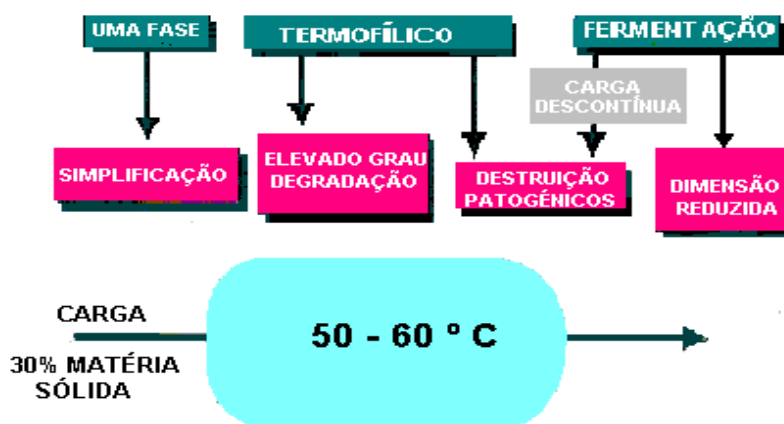 UMA FASE
TERMOFÍLICO
FERMENT AÇÃO
CARGA
DESCONTÍNUA
SIMPLIFICAÇÃO
ELEVADO GRAU
DEGRADAÇÃO
DESTRUIÇÃO
PATOGÉNICOS
DIMENSÃO
REDUZIDA
CARGA
30% MATÉRIA
SÓLIDA
50 - 60 º C